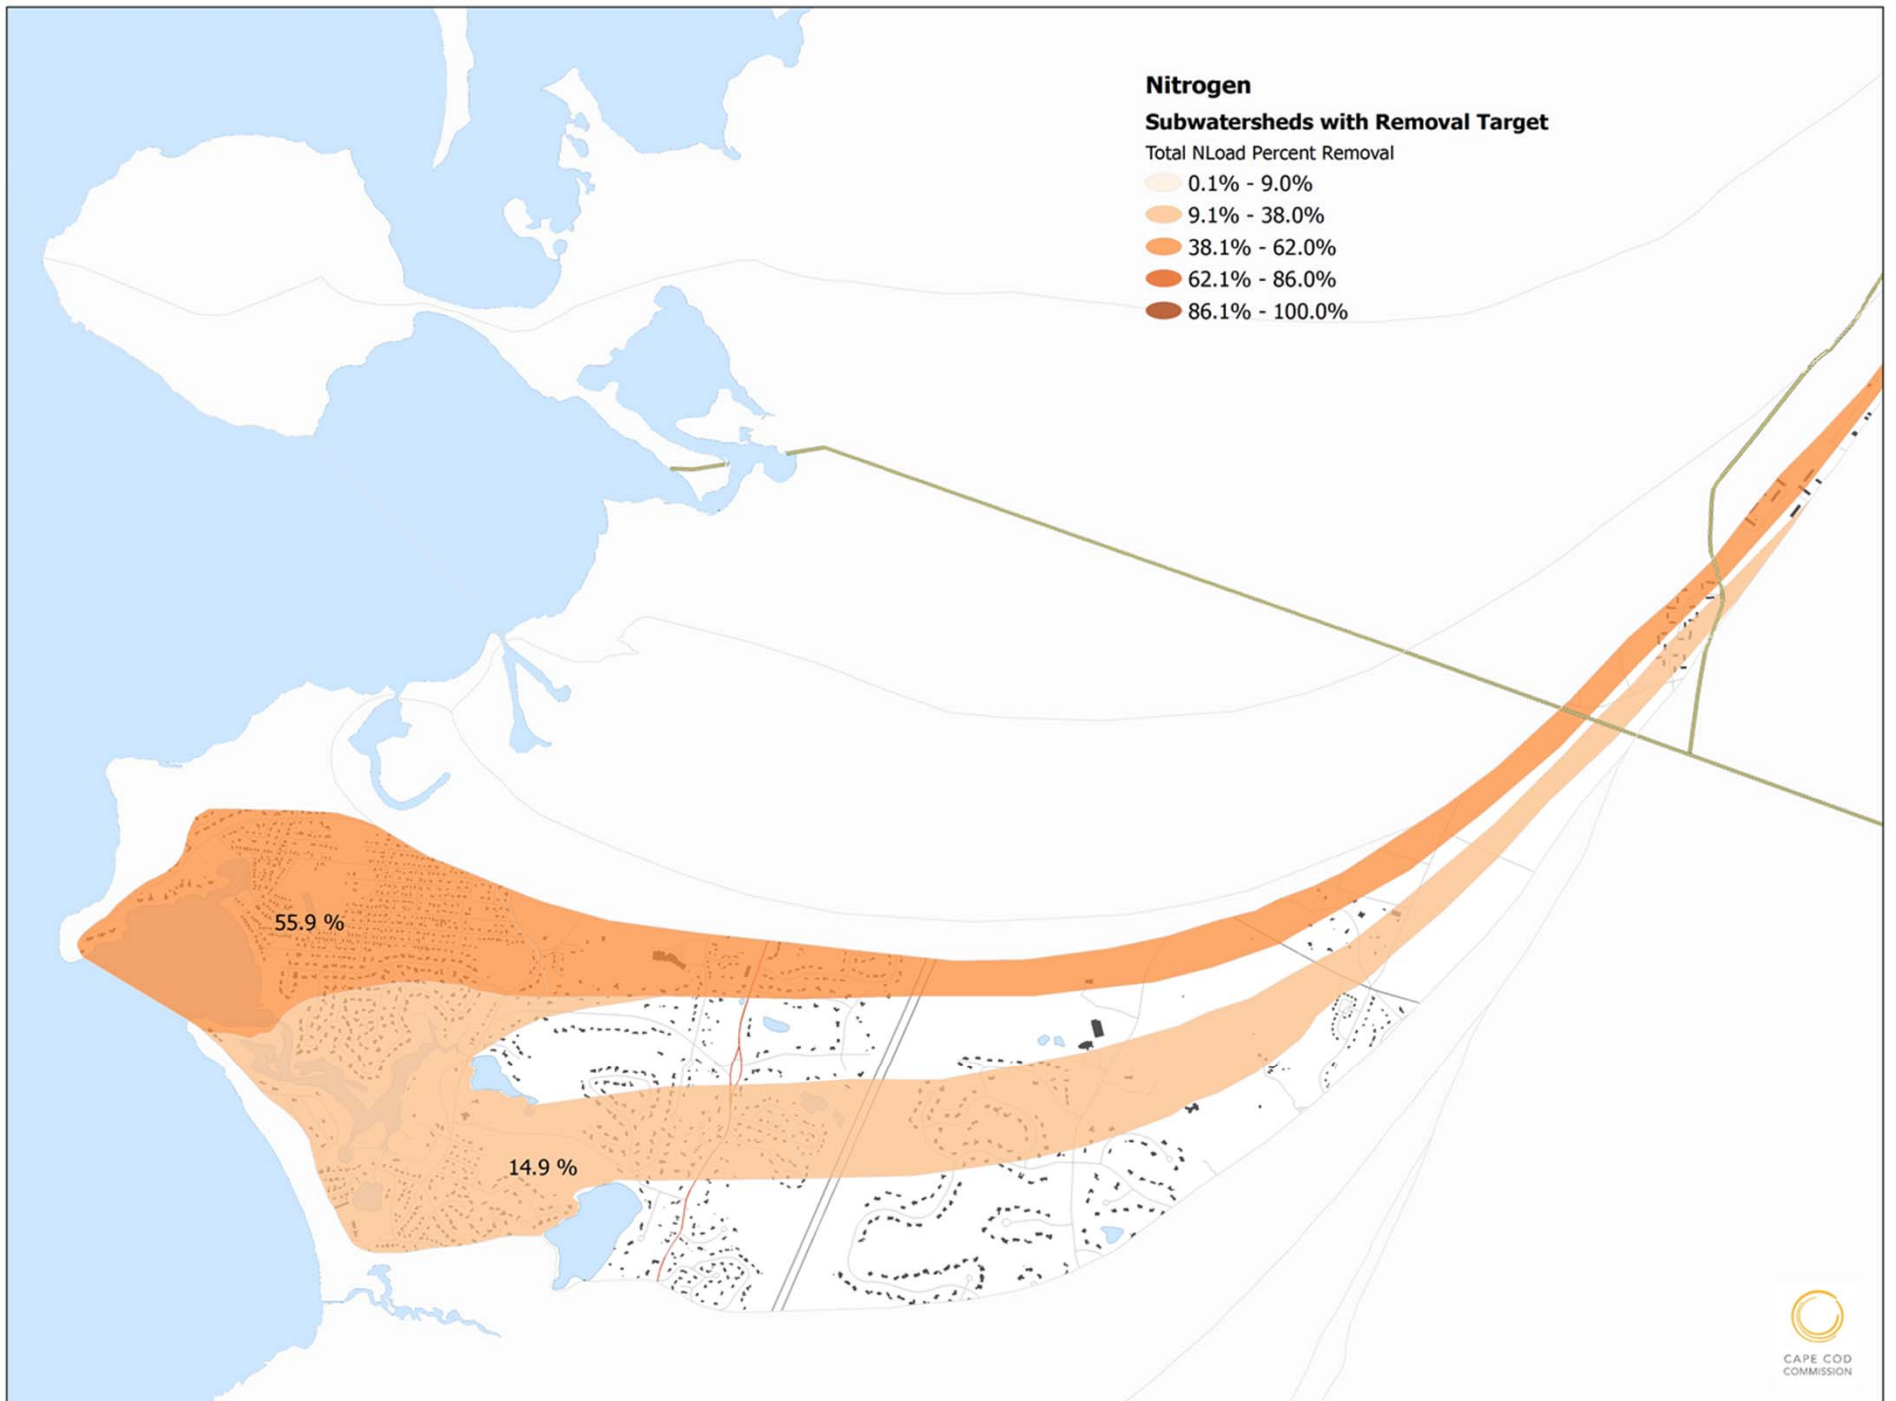 Nitrogen
Subwatersheds with Removal Target
Total NLoad Percent Removal
0.1% - 9.0%
9.1% - 38.0%
38.1% - 62.0%
62.1% - 86.0%
86.1% - 100.0%
55.9 %
14.9 %
CAPE COD
COMMISSION